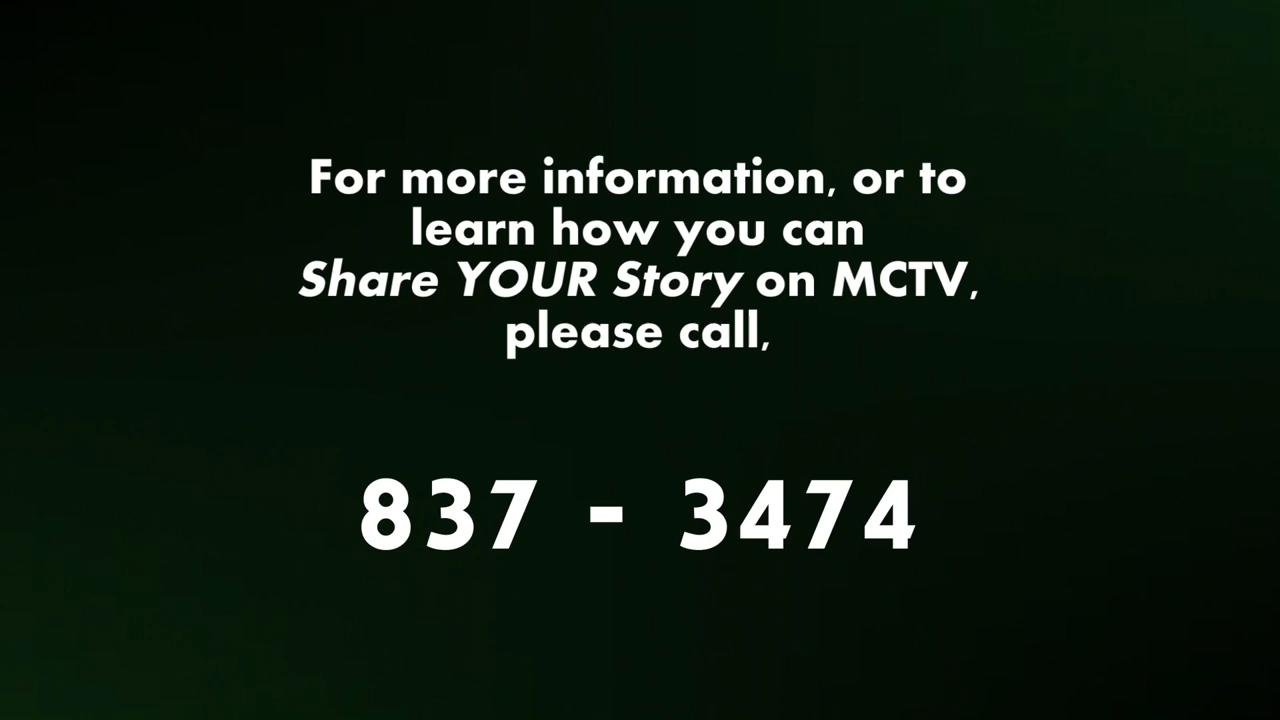 For more information, or to
learn how you can
Share YOUR Story on MCTV,
please call,
837 - 3474